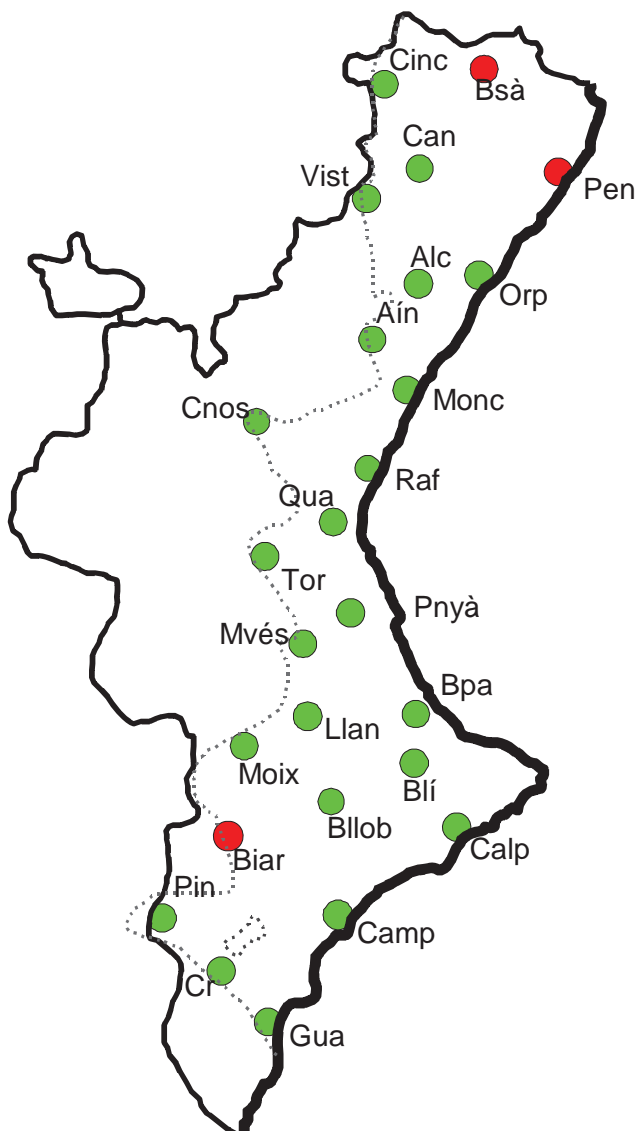 Cinc
Bsà
Can
Vist
Pen
Alc
Orp
Aín
Monc
Cnos
Raf
Qua
Tor
Pnyà
Mvés
Bpa
Llan
Moix
Blí
Bllob
Calp
Biar
Pin
Camp
Cr
Gua